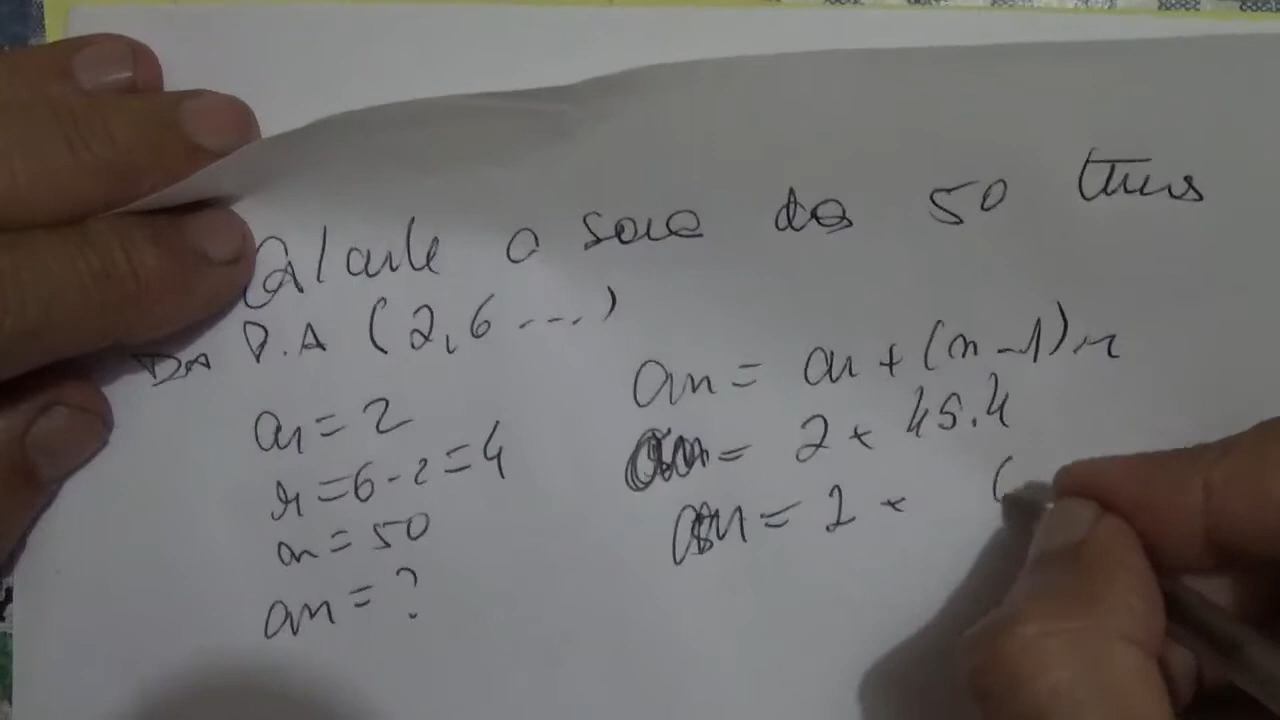 Calcule a soma dos 50 termos
Da P.A (2,6 ....)
a1 = 2
r = 6 - 2 = 4
n = 50
an = ?
an = a1 + (n - 1) r
an = 2 + 49.4
an = 2 +